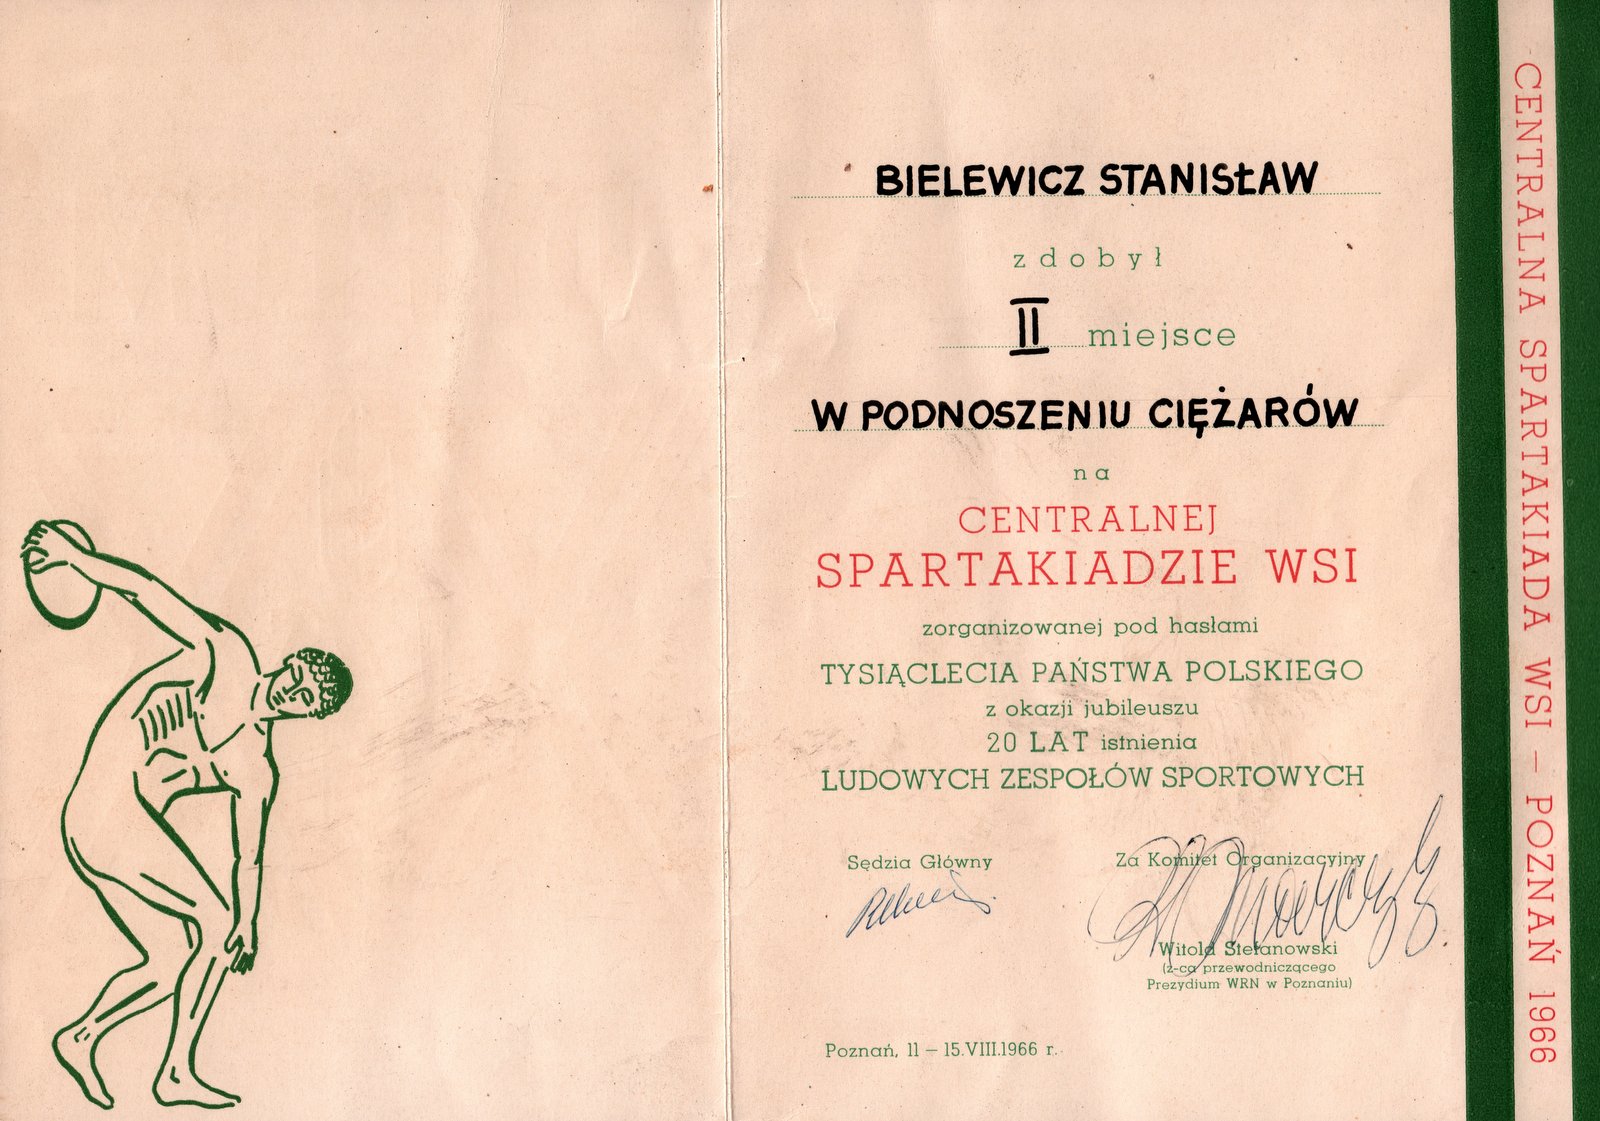 BIELEWICZ STANISŁAW
zdobył
II miejsce
W PODNOSZENIU CIĘŻARÓW
na
CENTRALNEJ
SPARTAKIADZIE WSI
zorganizowanej pod hasłami
TYSIĄCLECIA PAŃSTWA POLSKIEGO
z okazji jubileuszu
20 LAT istnienia
LUDOWYCH ZESPOŁÓW SPORTOWYCH
Sędzia Główny
Za Komitet Organizacyjny
Witold Stefanowski
(z-ca przewodniczącego
Prezydium WRN w Poznaniu)
Poznań, 11 – 15.VIII.1966 r.
CENTRALNA SPARTAKIADA WSI – POZNAŃ 1966